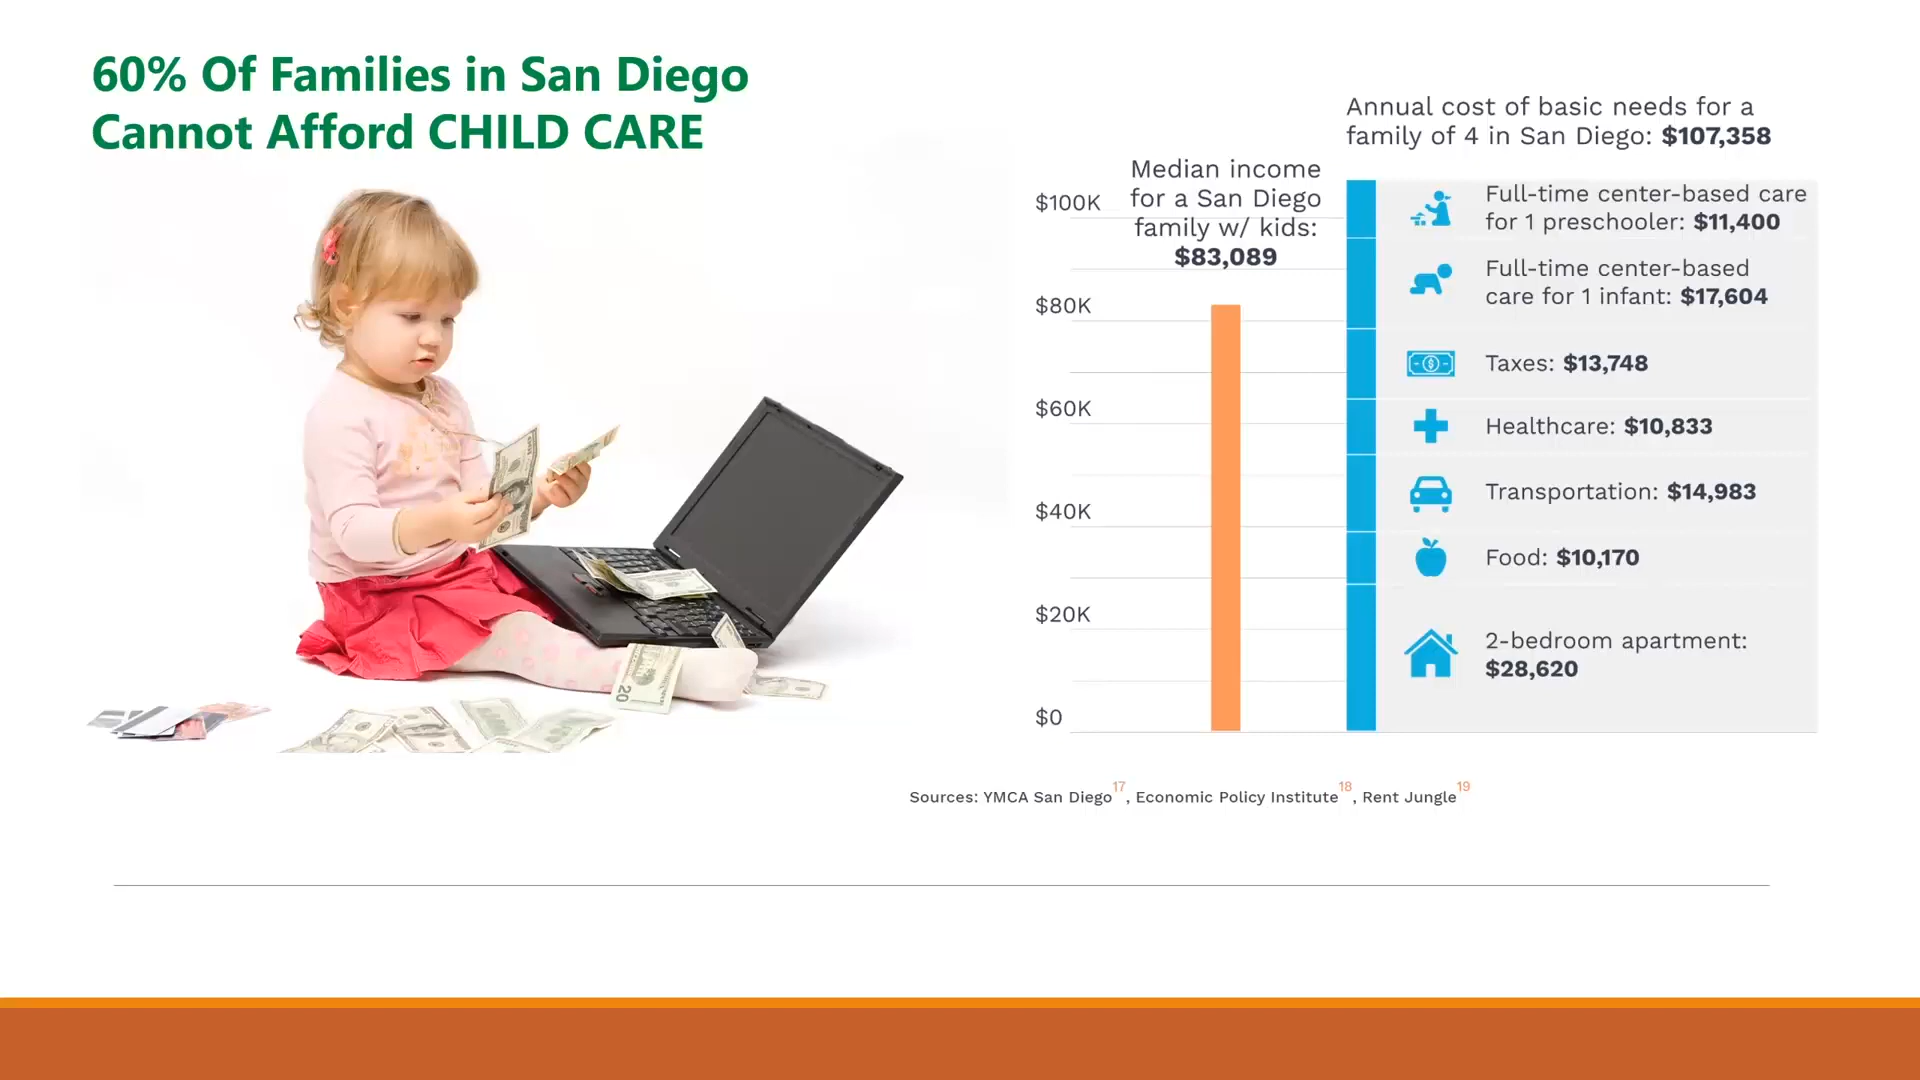 60% Of Families in San Diego
Cannot Afford CHILD CARE
Annual cost of basic needs for a
family of 4 in San Diego: $107,358
Median income
for a San Diego
family w/ kids:
$83,089
$100K
$80K
$60K
$40K
$20K
$0
Full-time center-based care
for 1 preschooler: $11,400
Full-time center-based
care for 1 infant: $17,604
Taxes: $13,748
Healthcare: $10,833
Transportation: $14,983
Food: $10,170
2-bedroom apartment:
$28,620
20
Sources: YMCA San Diego17, Economic Policy Institute18, Rent Jungle19